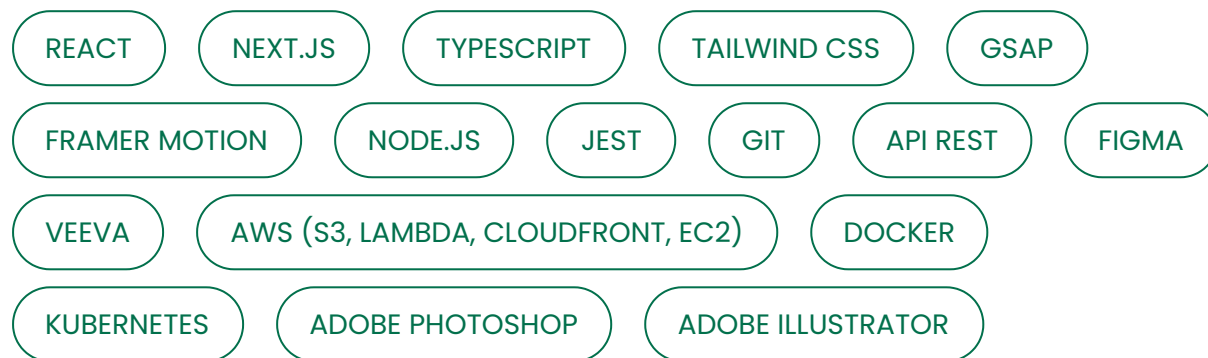 REACT NEXT.JS TYPESCRIPT TAILWIND CSS GSAP
FRAMER MOTION NODE.JS JEST GIT API REST FIGMA
VEEVA AWS (S3, LAMBDA, CLOUDFRONT, EC2) DOCKER
KUBERNETES ADOBE PHOTOSHOP ADOBE ILLUSTRATOR